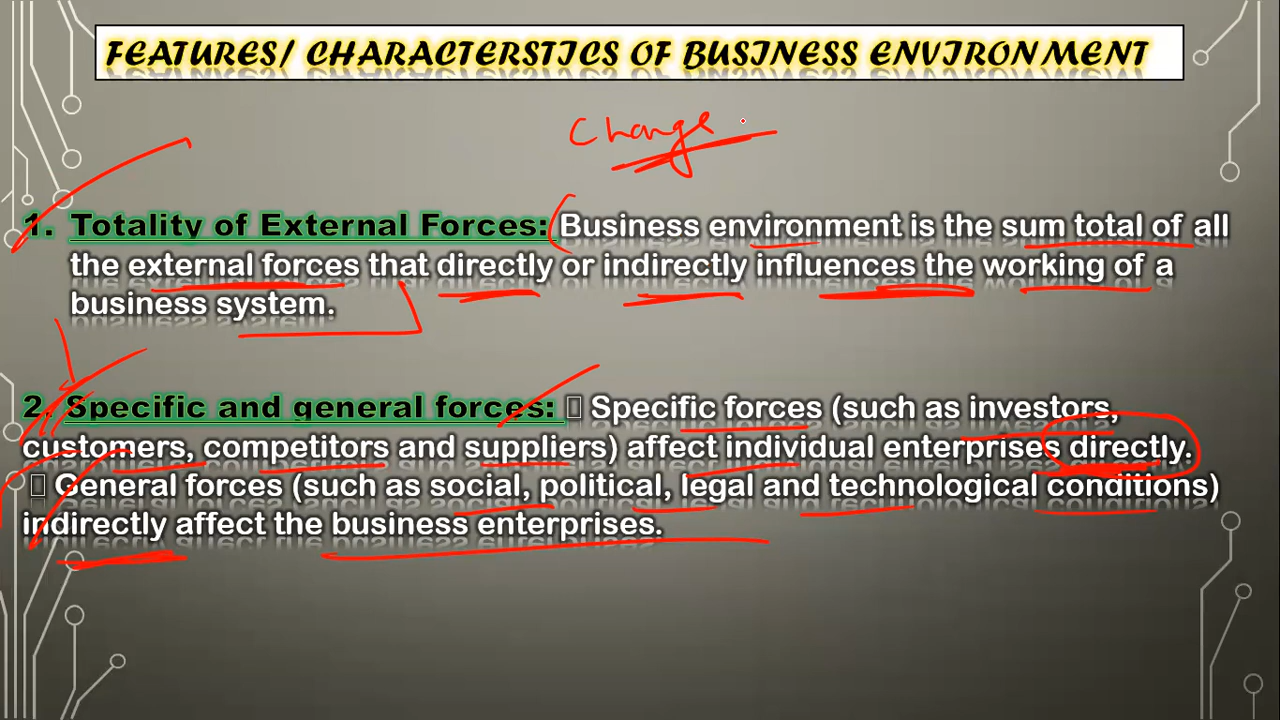 FEATURES/ CHARACTERSTICS OF BUSINESS ENVIRONMENT
Change
1. Totality of External Forces: Business environment is the sum total of all
the external forces that directly or indirectly influences the working of a
business system.
2. Specific and general forces: Specific forces (such as investors,
customers, competitors and suppliers) affect individual enterprises directly.
General forces (such as social, political, legal and technological conditions)
indirectly affect the business enterprises.